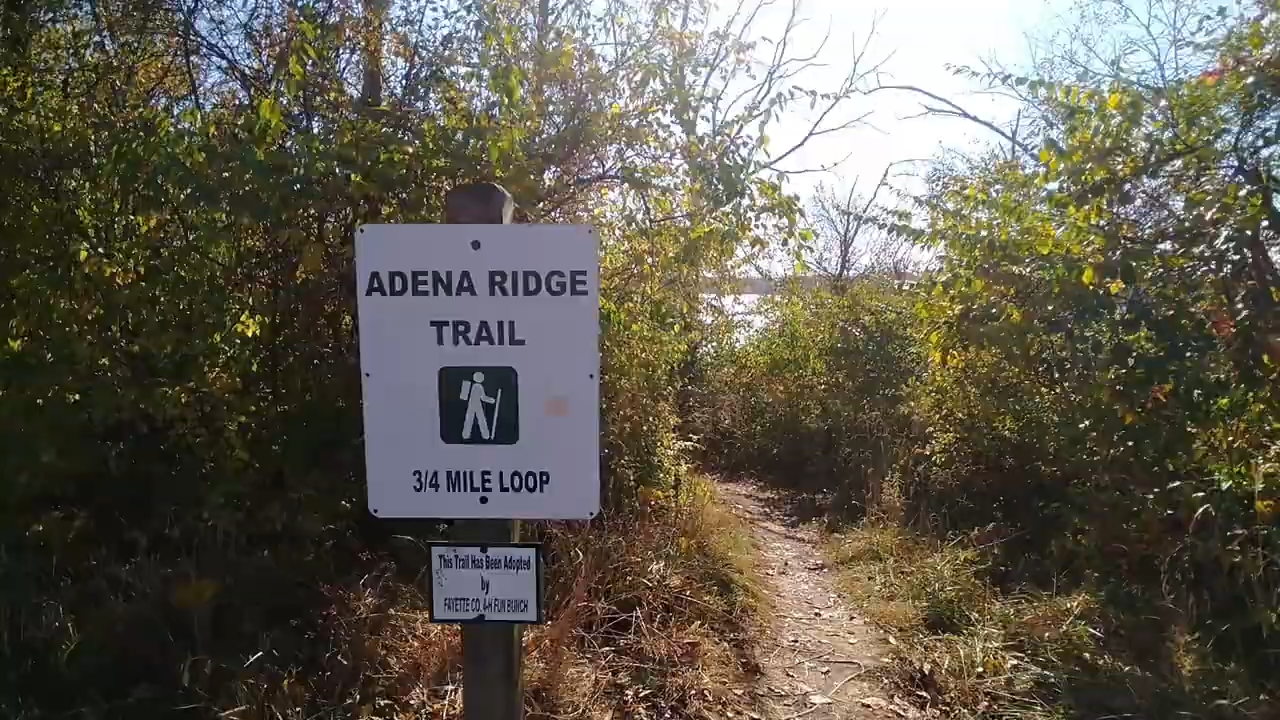 ADENA RIDGE
TRAIL
3/4 MILE LOOP
This Trail Has Been Adopted
by
FAYETTE CO. 4-H FUN BUNCH